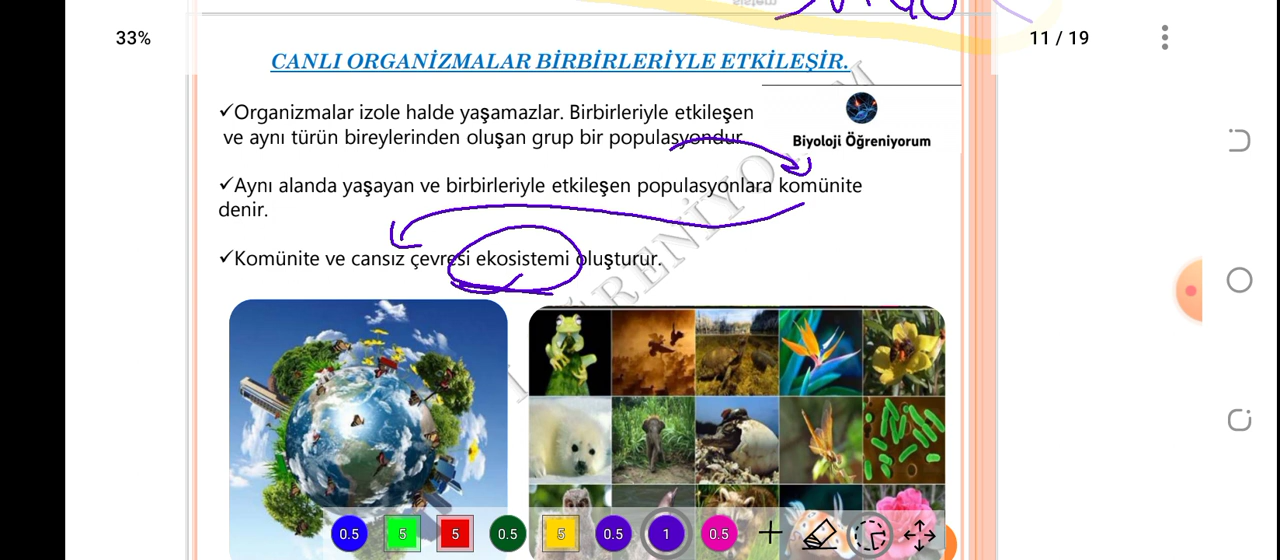 33%
11 / 19
CANLI ORGANİZMALAR BİRBİRLERİYLE ETKİLEŞİR.
✓Organizmalar izole halde yaşamazlar. Birbirleriyle etkileşen
ve aynı türün bireylerinden oluşan grup bir populasyondur.
Biyoloji Öğreniyorum
✓Aynı alanda yaşayan ve birbirleriyle etkileşen populasyonlara komünite
denir.
✓Komünite ve cansız çevresi ekosistemi oluşturur.
0.5 5 5 0.5 5 0.5 1 0.5